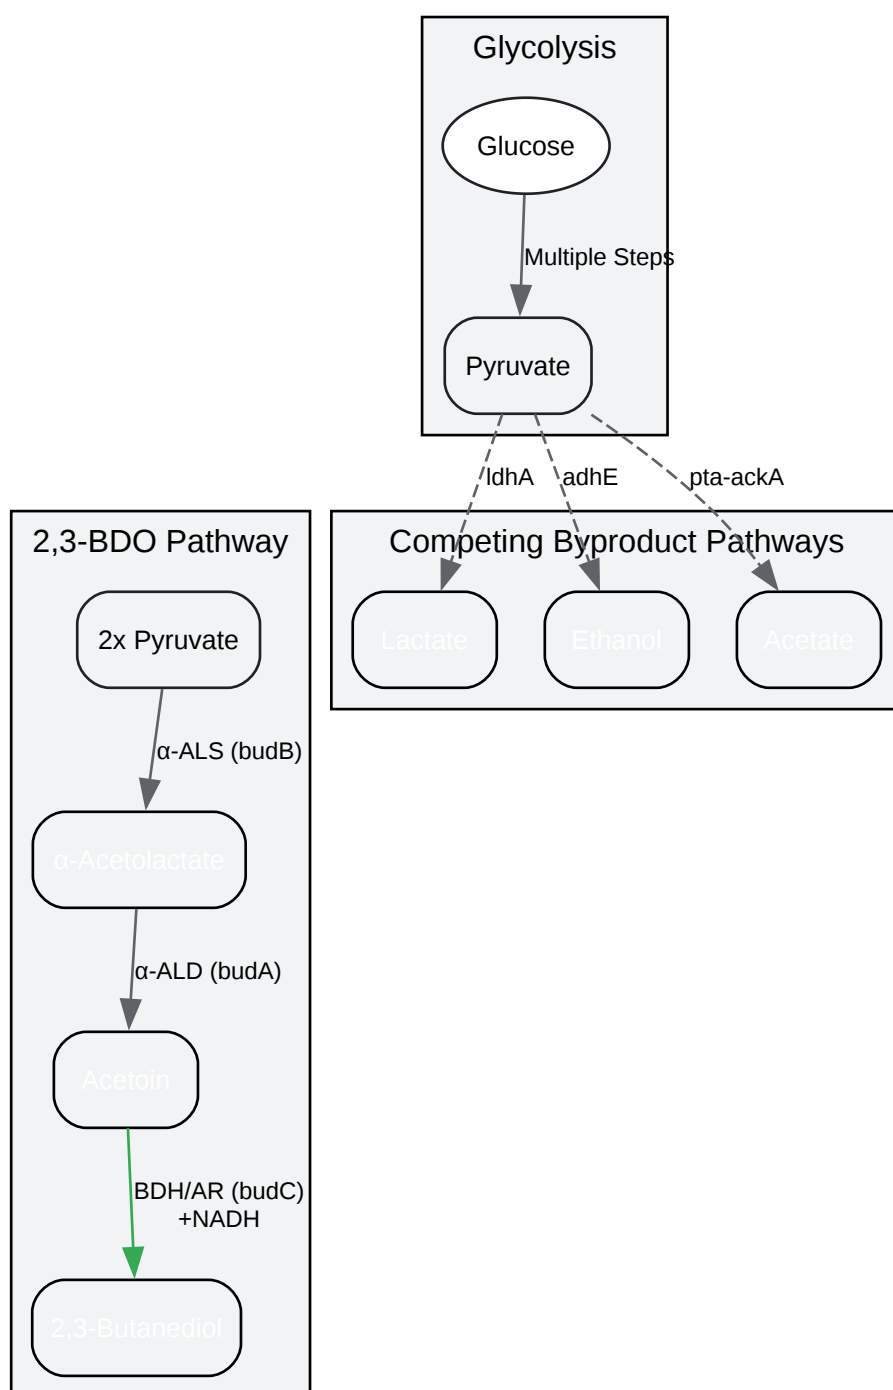 Glycolysis
Glucose
Multiple Steps
Pyruvate
ldhA
adhE
pta-ackA
2,3-BDO Pathway
2x Pyruvate
α-ALS (budB)
α-Acetolactate
α-ALD (budA)
Acetoin
BDH/AR (budC)
+NADH
2,3-Butanediol
Competing Byproduct Pathways
Lactate
Ethanol
Acetate